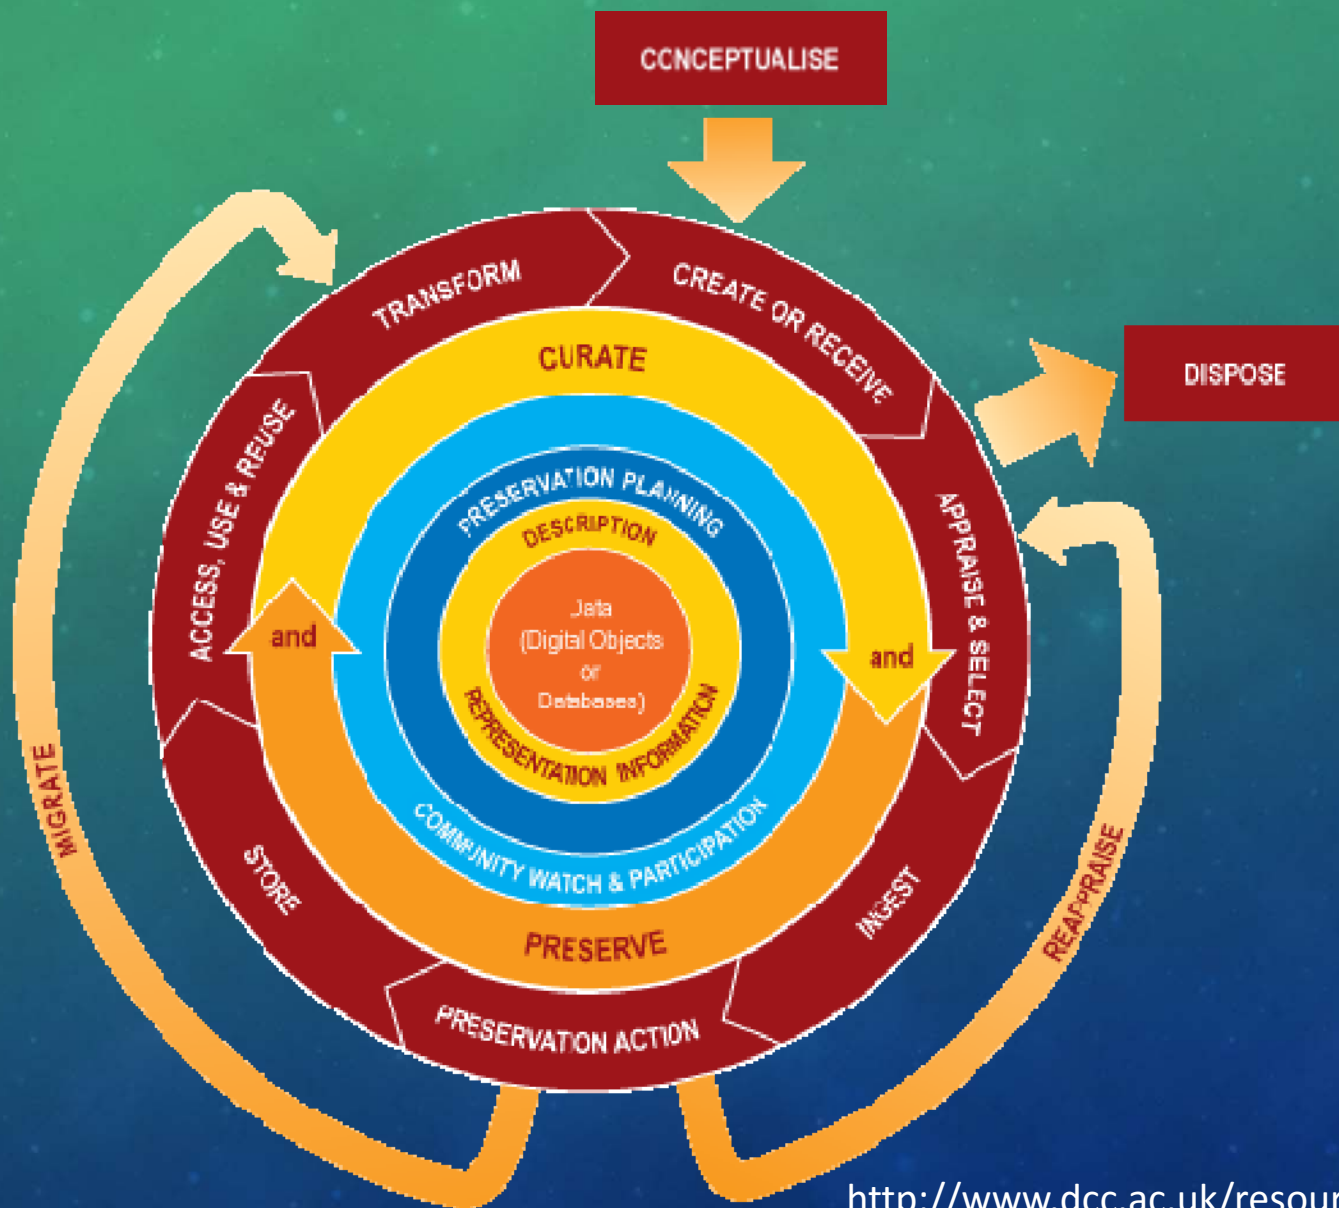 CONCEPTUALISE
TRANSFORM
CREATE OR RECEIVE
DISPOSE
CURATE
ACCESS, USE & REUSE
APPRAISE & SELECT
PRESERVATION PLANNING
DESCRIPTION
Data
(Digital Objects
or
Databases)
and
and
REPRESENTATION INFORMATION
COMMUNITY WATCH & PARTICIPATION
MIGRATE
STORE
INGEST
REAPPRAISE
PRESERVE
PRESERVATION ACTION
http://www.dcc.ac.uk/resour